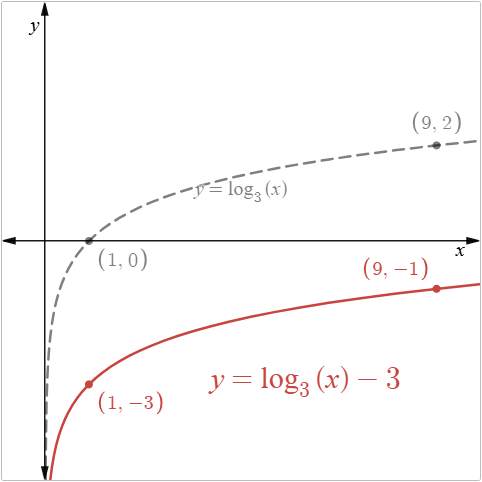 y
(9, 2)
y = log₃ (x)
x
(1, 0)
(9, −1)
y = log₃ (x) − 3
(1, −3)